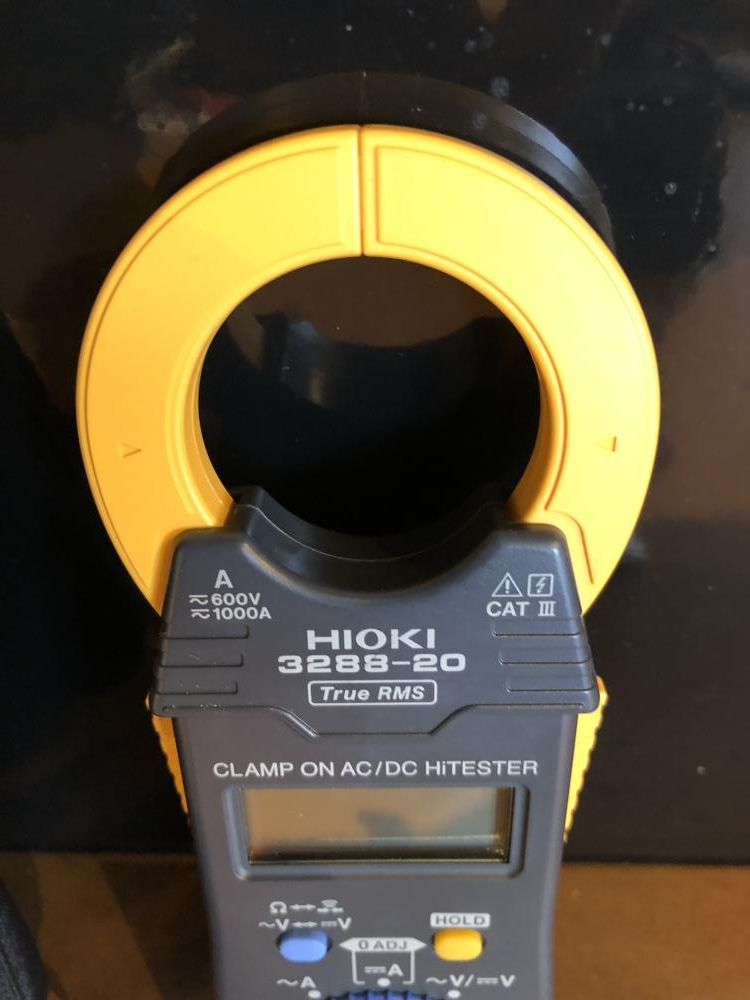 A
≂600V
≂1000A
CAT III
HIOKI
3288-20
True RMS
CLAMP ON AC/DC HiTESTER
Ω
~V ↔ ⎓V
HOLD
0 ADJ
~A
⎓A
~V/⎓V